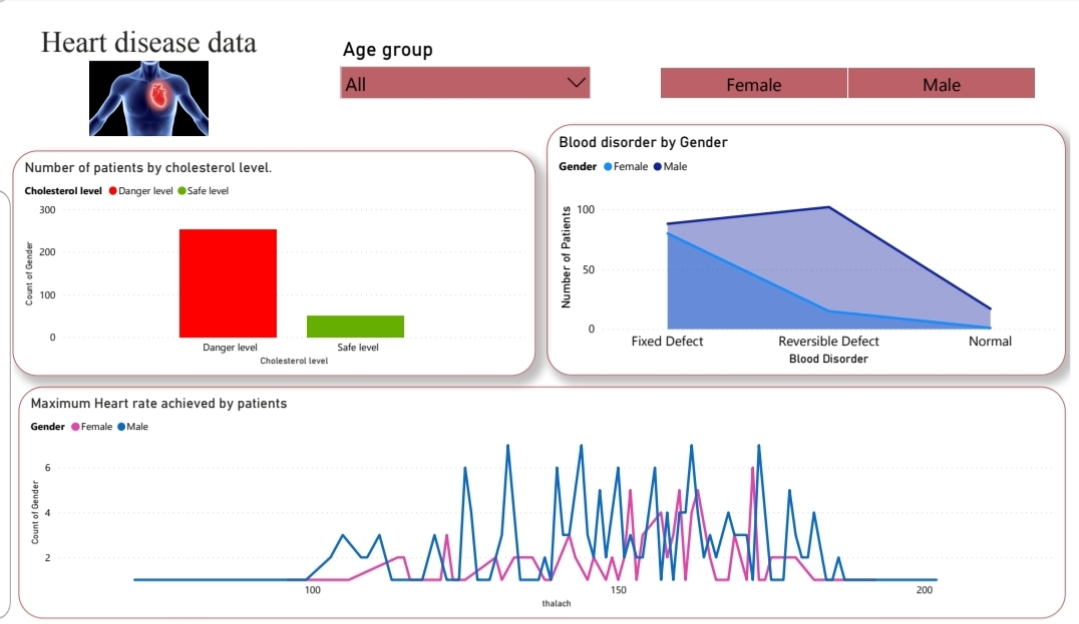 Heart disease data
Age group
All
Female
Male
Number of patients by cholesterol level.
Cholesterol level Danger level Safe level
300
200
100
0
Count of Gender
Danger level Safe level
Cholesterol level
Blood disorder by Gender
Gender Female Male
100
50
0
Number of Patients
Fixed Defect Reversible Defect Normal
Blood Disorder
Maximum Heart rate achieved by patients
Gender Female Male
6
4
2
Count of Gender
100 150 200
thalach